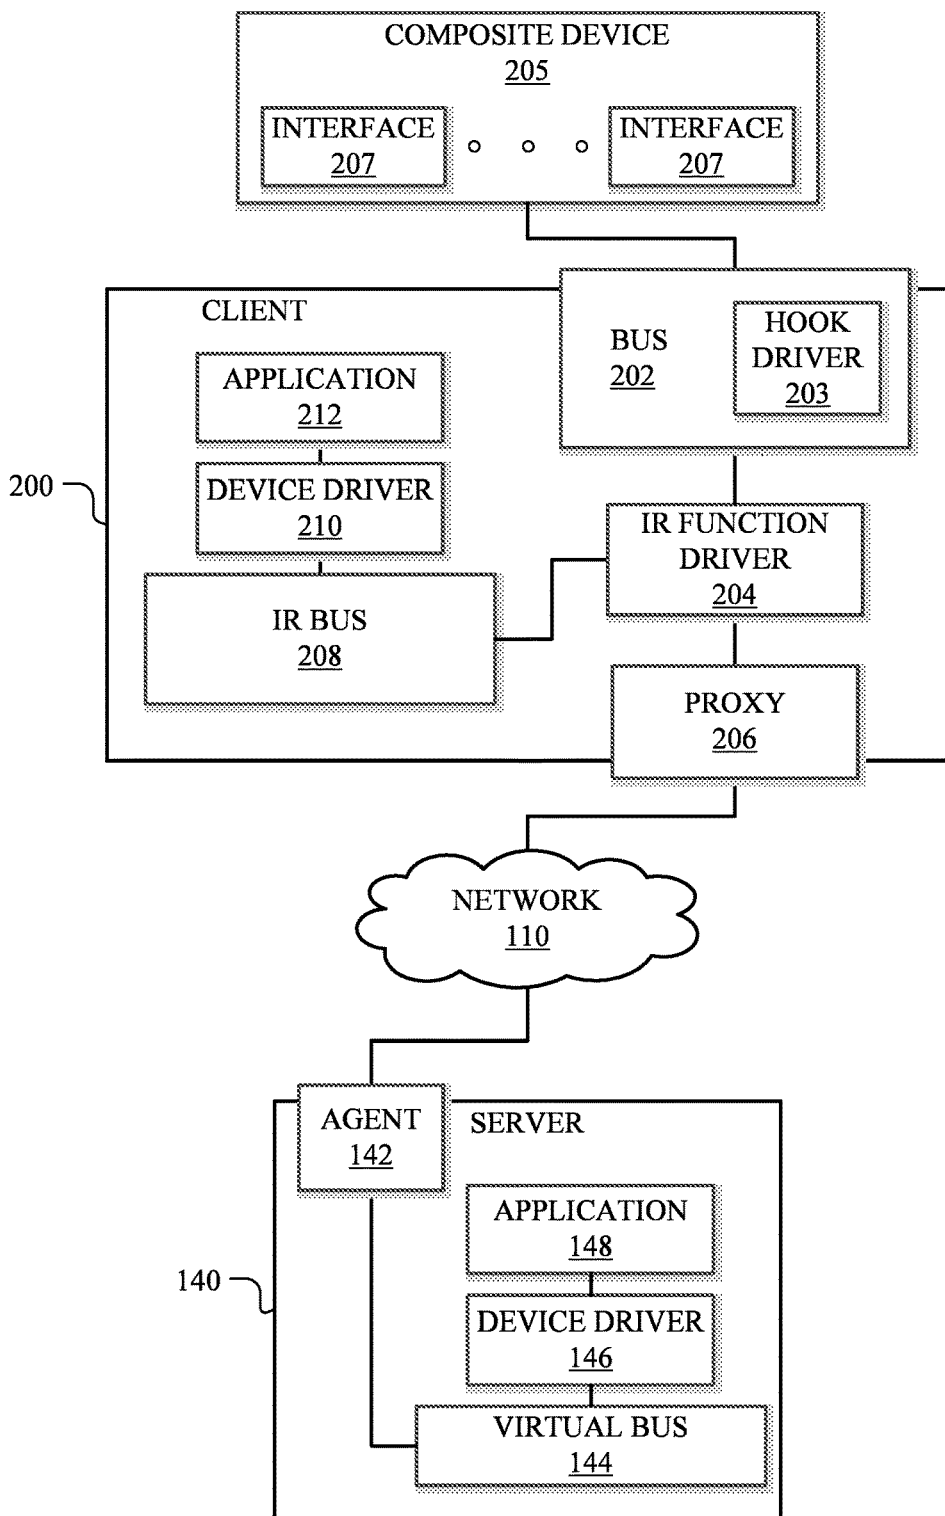 COMPOSITE DEVICE
205
INTERFACE
207
INTERFACE
207
CLIENT
BUS
202
HOOK
DRIVER
203
APPLICATION
212
200
DEVICE DRIVER
210
IR FUNCTION
DRIVER
204
IR BUS
208
PROXY
206
NETWORK
110
AGENT
142
SERVER
APPLICATION
148
140
DEVICE DRIVER
146
VIRTUAL BUS
144